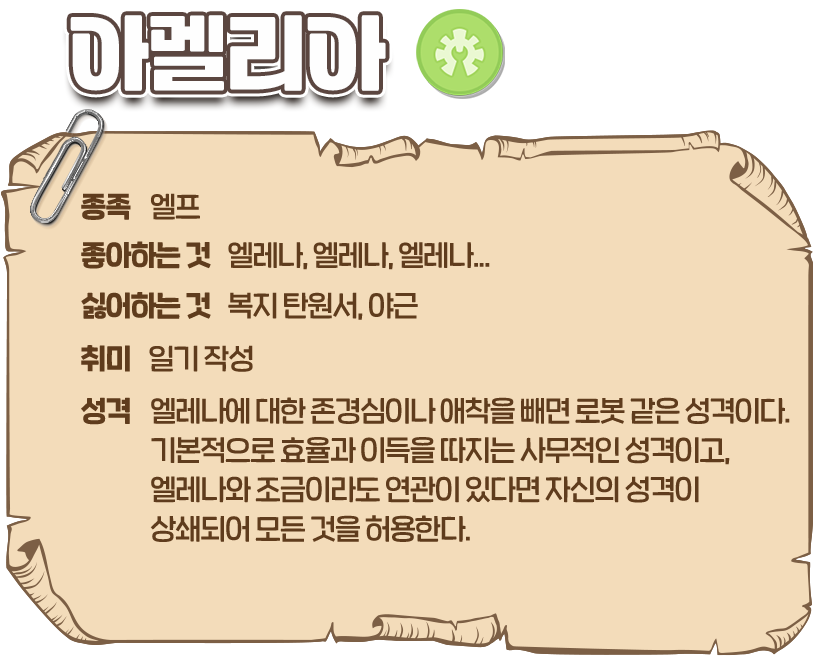 아멜리아
종족 엘프
좋아하는 것 엘레나, 엘레나, 엘레나...
싫어하는 것 복지 탄원서, 야근
취미 일기 작성
성격 엘레나에 대한 존경심이나 애착을 빼면 로봇 같은 성격이다.
기본적으로 효율과 이득을 따지는 사무적인 성격이고,
엘레나와 조금이라도 연관이 있다면 자신의 성격이
상쇄되어 모든 것을 허용한다.